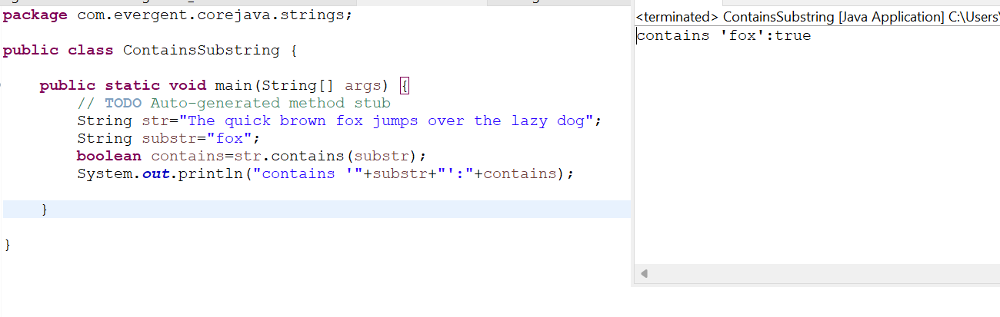 package com.evergent.corejava.strings;
public class ContainsSubstring {
public static void main(String[] args) {
// TODO Auto-generated method stub
String str="The quick brown fox jumps over the lazy dog";
String substr="fox";
boolean contains=str.contains(substr);
System.out.println("contains '"+substr+"':"+contains);
}
}
<terminated> ContainsSubstring [Java Application] C:\Users\
contains 'fox':true